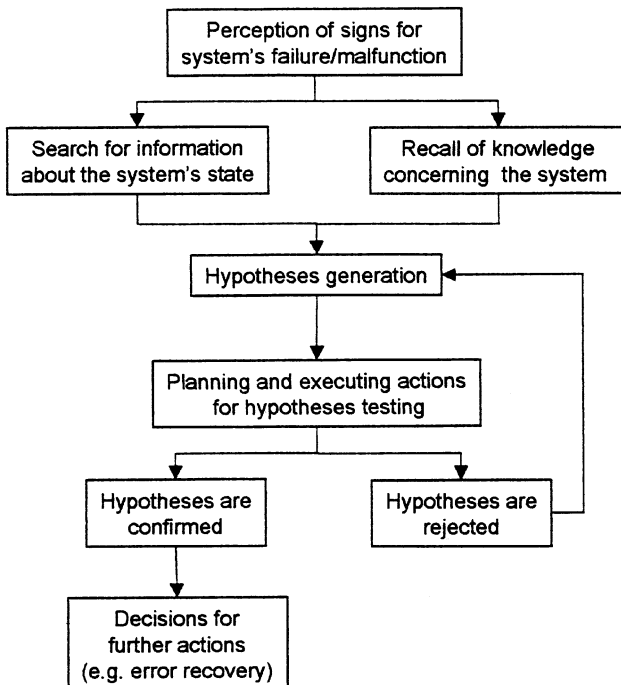 Perception of signs for
system's failure/malfunction
Search for information
about the system's state
Recall of knowledge
concerning the system
Hypotheses generation
Planning and executing actions
for hypotheses testing
Hypotheses are
confirmed
Hypotheses are
rejected
Decisions for
further actions
(e.g. error recovery)